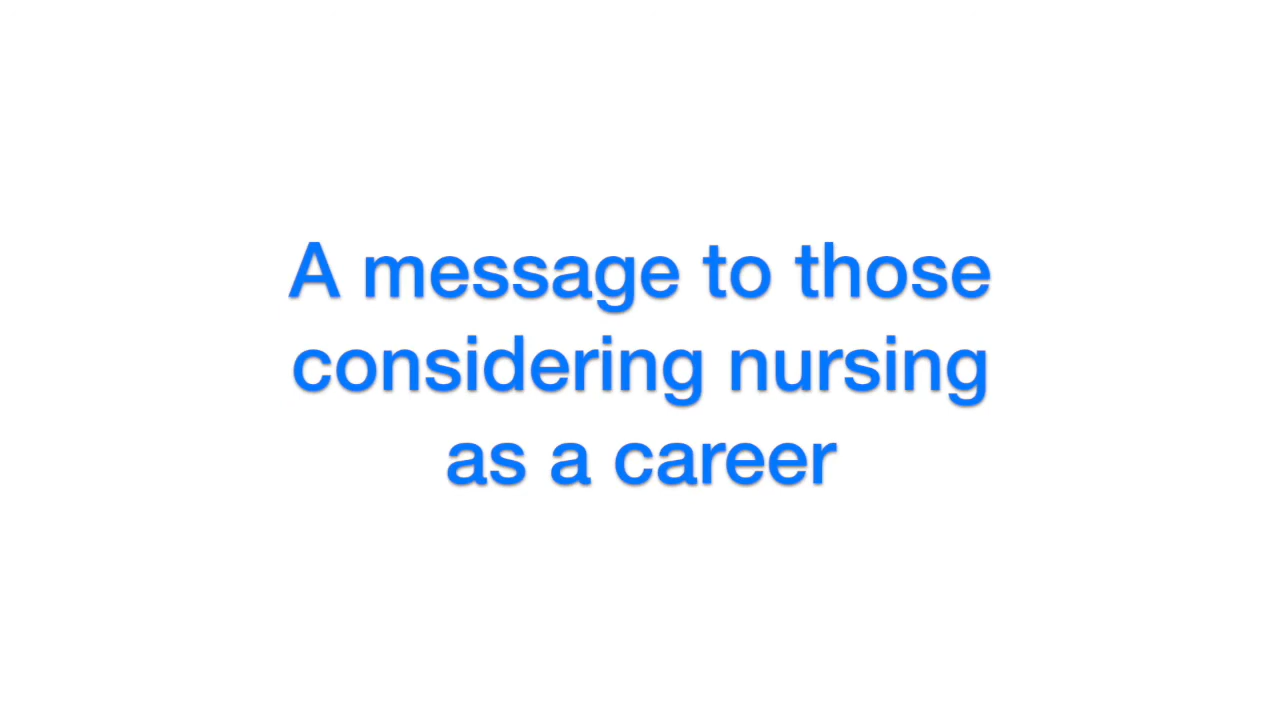 A message to those
considering nursing
as a career